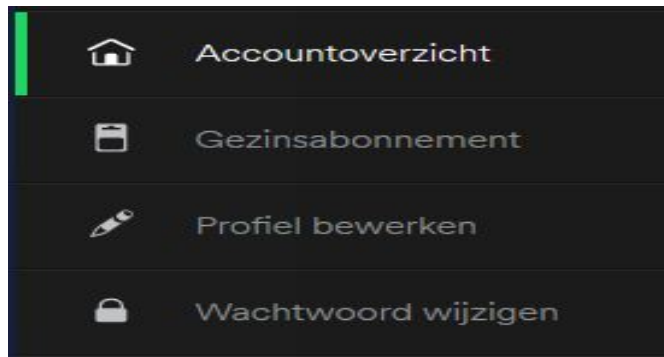 Accountoverzicht
Gezinsabonnement
Profiel bewerken
Wachtwoord wijzigen